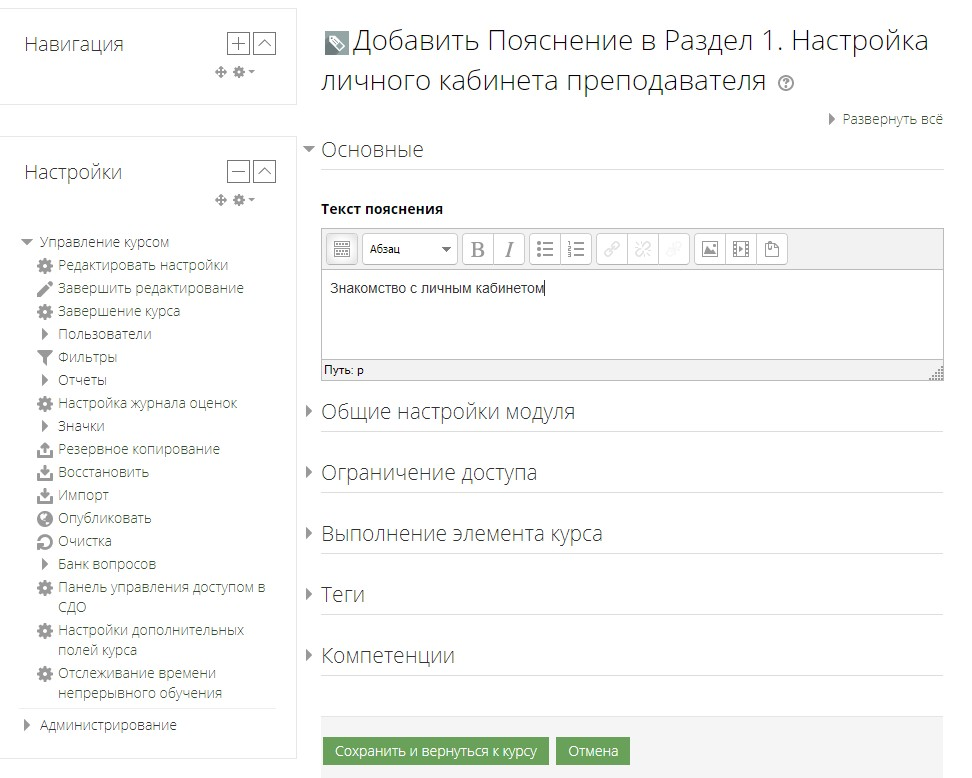 Навигация
Настройки
Управление курсом
Редактировать настройки
Завершить редактирование
Завершение курса
Пользователи
Фильтры
Отчеты
Настройка журнала оценок
Значки
Резервное копирование
Восстановить
Импорт
Опубликовать
Очистка
Банк вопросов
Панель управления доступом в
СДО
Настройки дополнительных
полей курса
Отслеживание времени
непрерывного обучения
Администрирование
Добавить Пояснение в Раздел 1. Настройка
личного кабинета преподавателя
Развернуть всё
Основные
Текст пояснения
Абзац B I
Знакомство с личным кабинетом
Путь: p
Общие настройки модуля
Ограничение доступа
Выполнение элемента курса
Теги
Компетенции
Сохранить и вернуться к курсу Отмена